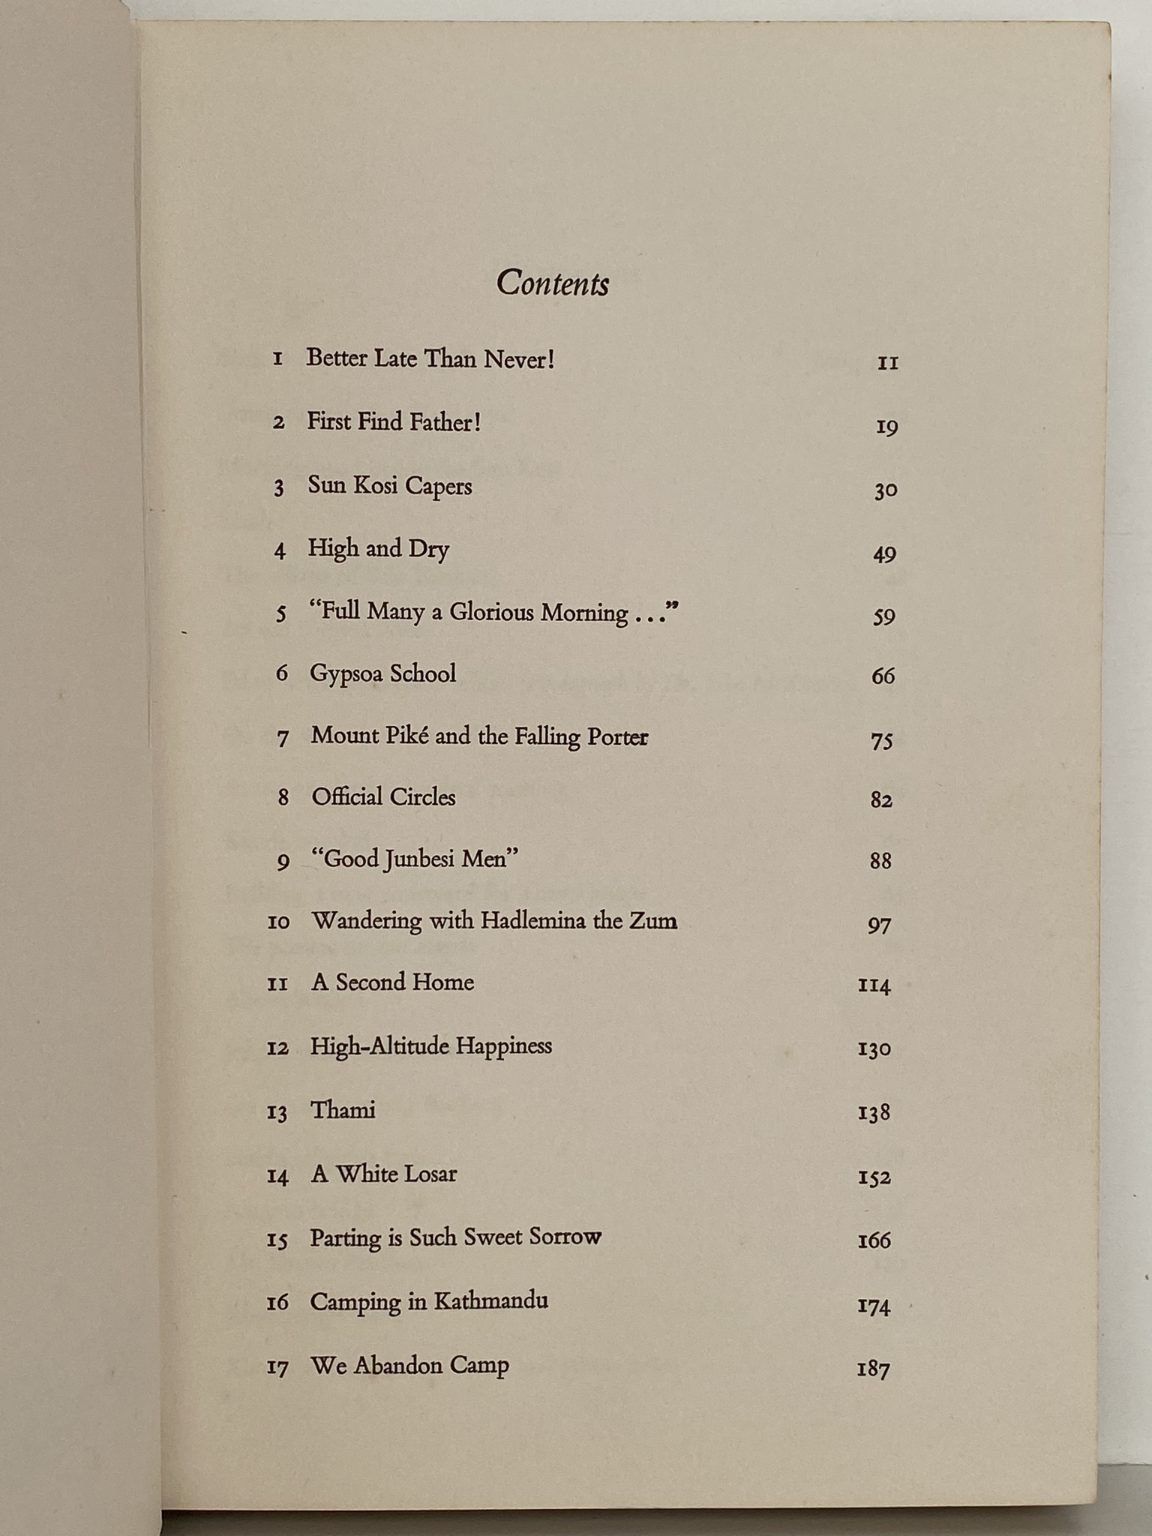 Contents
1 Better Late Than Never! 11
2 First Find Father! 19
3 Sun Kosi Capers 30
4 High and Dry 49
5 “Full Many a Glorious Morning ...” 59
6 Gypsoa School 66
7 Mount Piké and the Falling Porter 75
8 Official Circles 82
9 “Good Junbesi Men” 88
10 Wandering with Hadlemina the Zum 97
11 A Second Home 114
12 High-Altitude Happiness 130
13 Thami 138
14 A White Losar 152
15 Parting is Such Sweet Sorrow 166
16 Camping in Kathmandu 174
17 We Abandon Camp 187